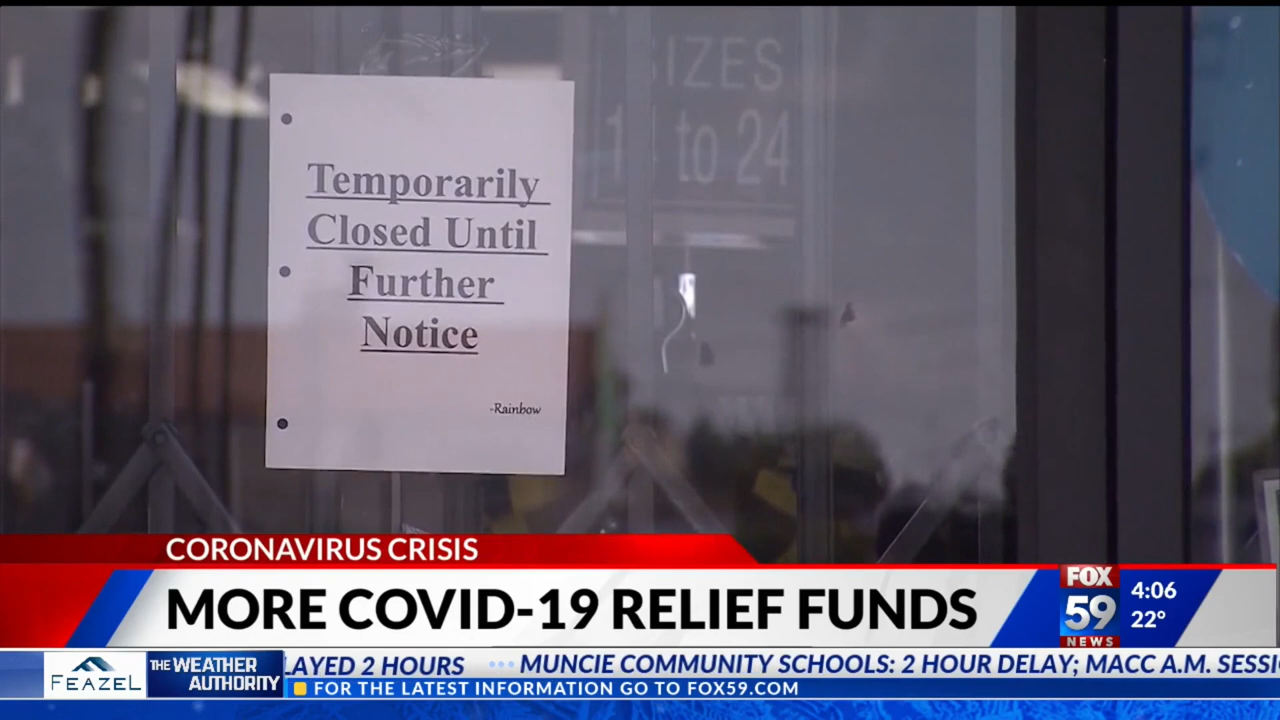 SIZES
to 24
Temporarily
Closed Until
Further
Notice
-Rainbow
CORONAVIRUS CRISIS
MORE COVID-19 RELIEF FUNDS
FOX
59
NEWS
4:06
22°
FEAZEL
THE WEATHER
AUTHORITY
LAYED 2 HOURS ··· MUNCIE COMMUNITY SCHOOLS: 2 HOUR DELAY; MACC A.M. SESSI
FOR THE LATEST INFORMATION GO TO FOX59.COM